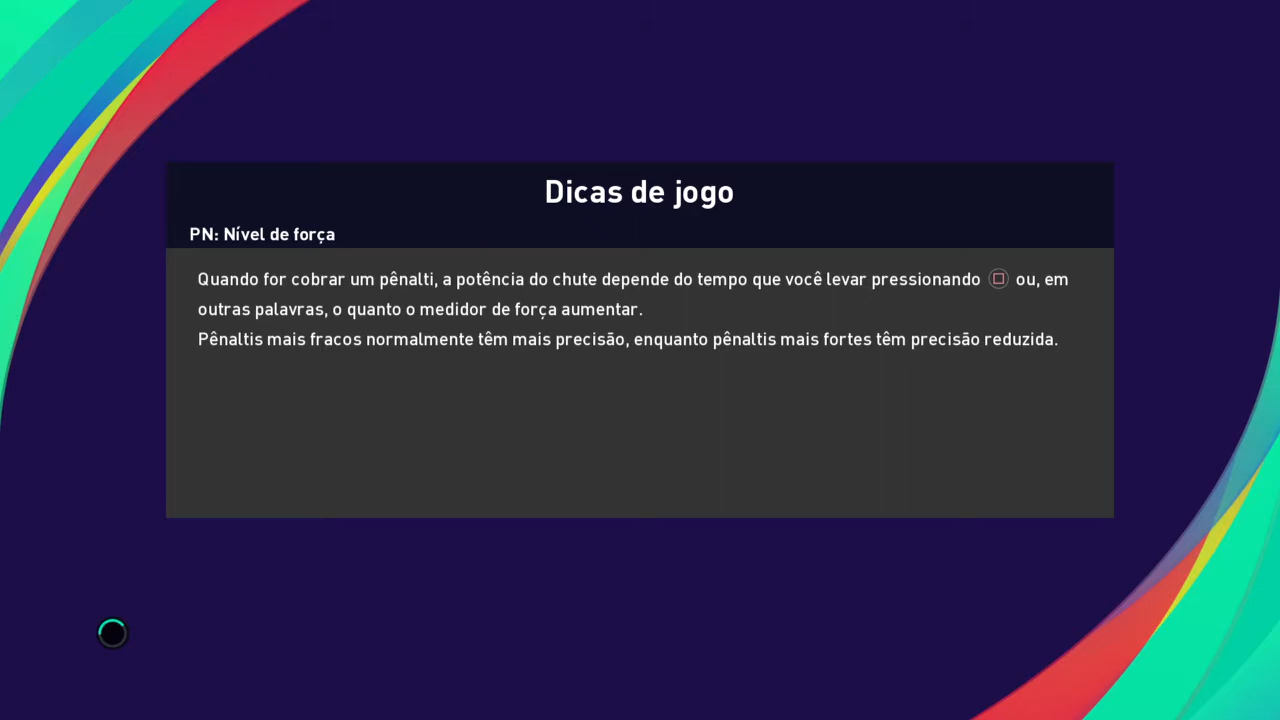 Dicas de jogo
PN: Nível de força
Quando for cobrar um pênalti, a potência do chute depende do tempo que você levar pressionando ou, em
outras palavras, o quanto o medidor de força aumentar.
Pênaltis mais fracos normalmente têm mais precisão, enquanto pênaltis mais fortes têm precisão reduzida.